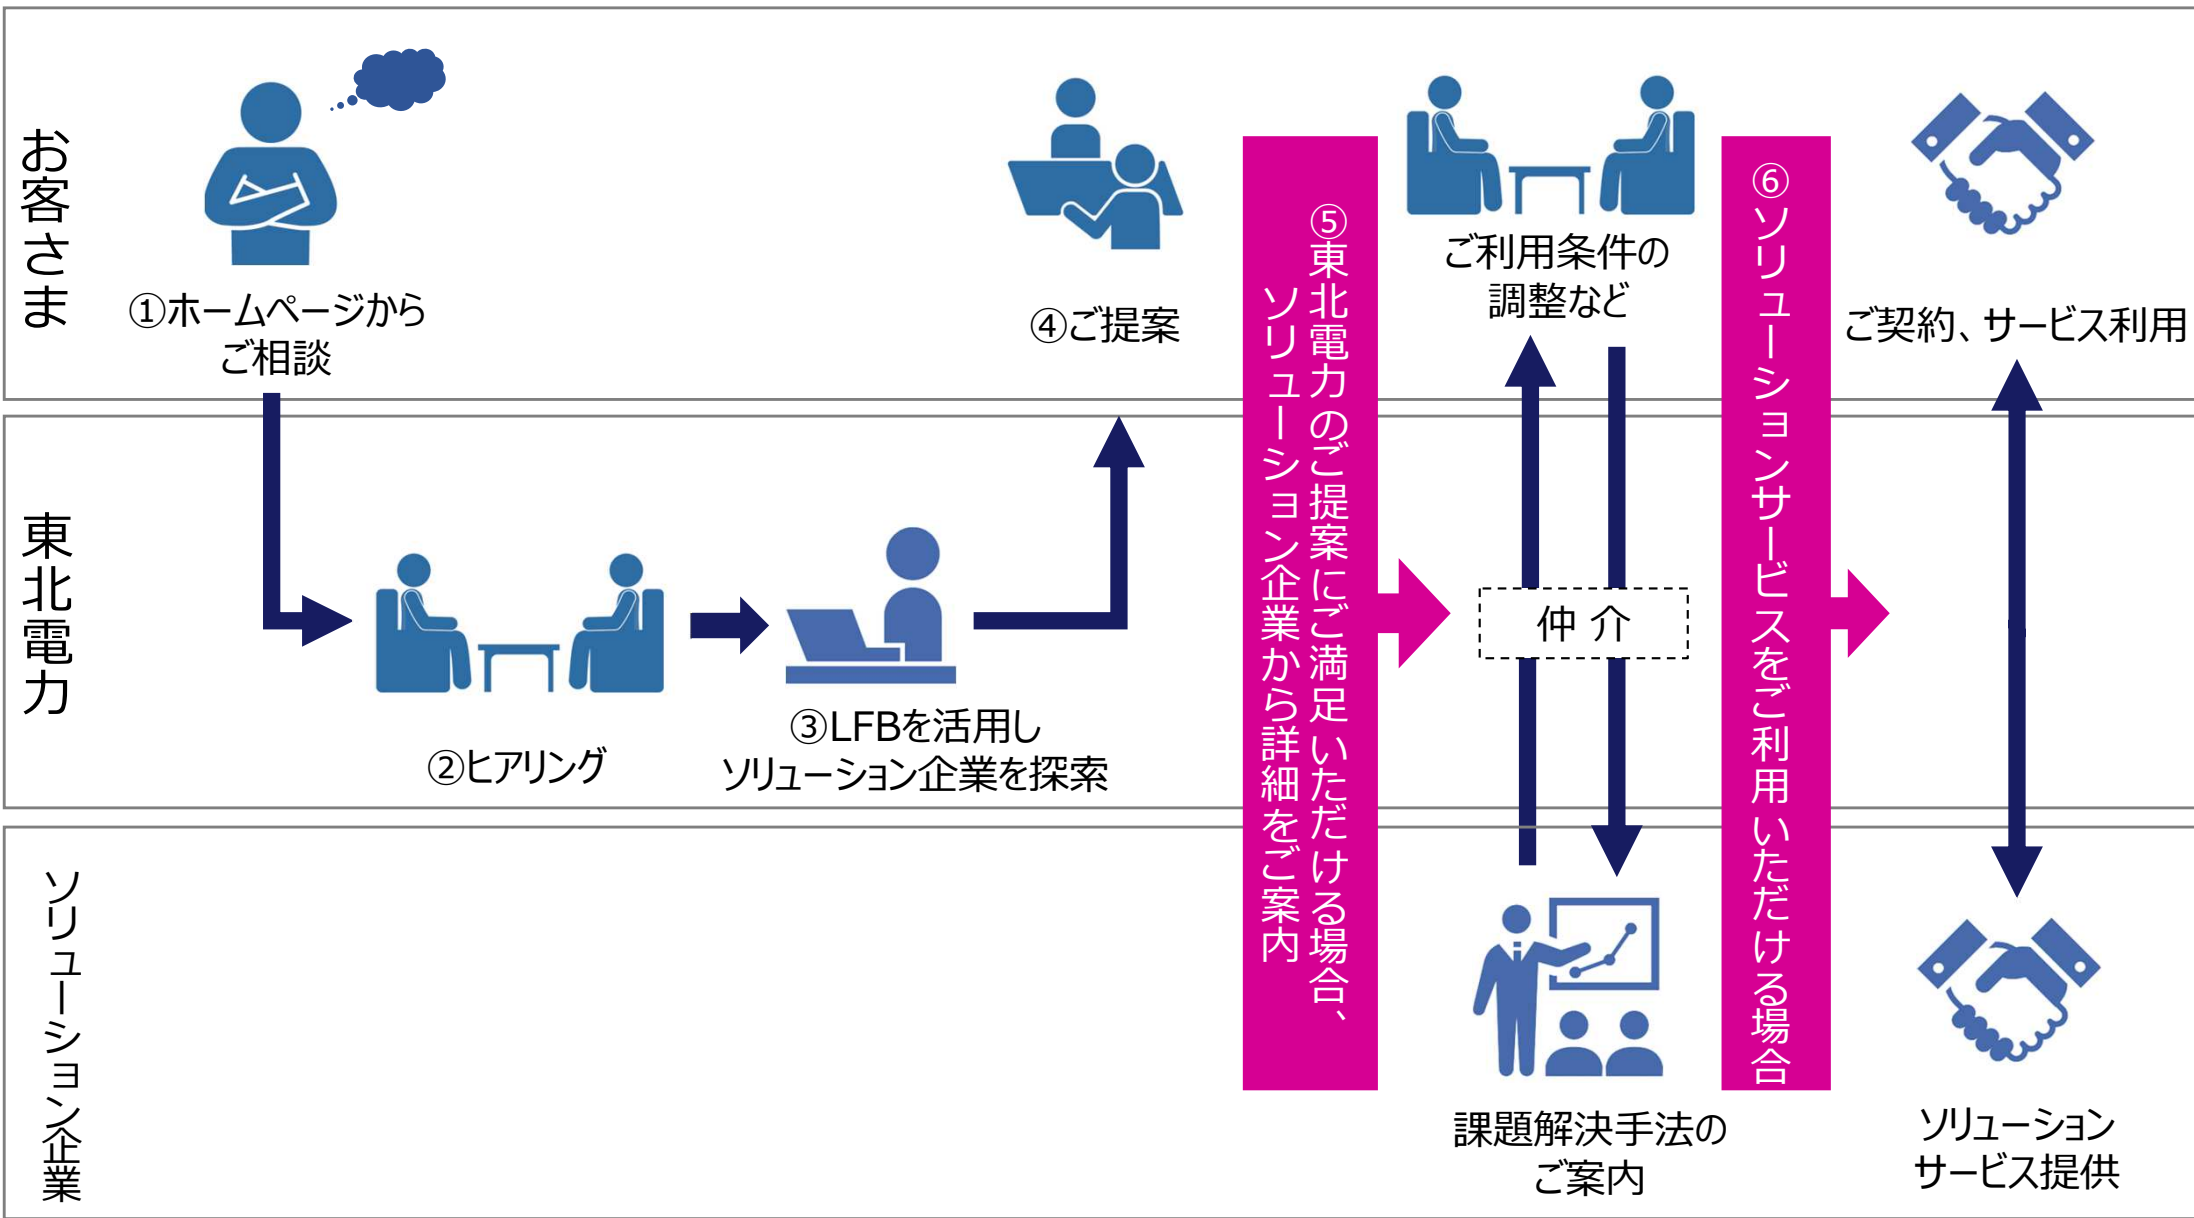 お客さま
①ホームページから
ご相談
④ご提案
⑤東北電力のご提案にご満足いただける場合、
ソリューション企業から詳細をご案内
ご利用条件の
調整など
⑥ソリューションサービスをご利用いただける場合
ご契約、サービス利用
東北電力
②ヒアリング
③LFBを活用し
ソリューション企業を探索
仲 介
ソリューション企業
課題解決手法の
ご案内
ソリューション
サービス提供